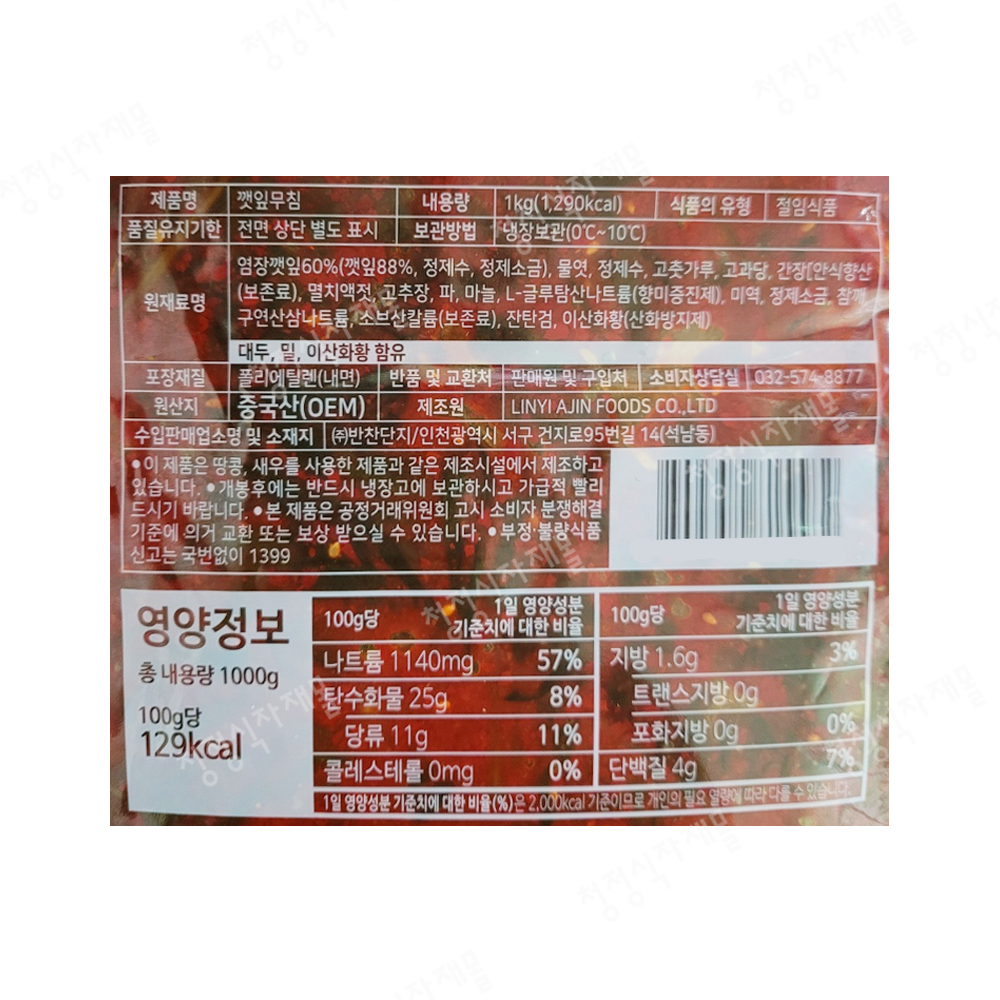 제품명 깻잎무침 내용량 1kg(1,290kcal) 식품의 유형 절임식품
품질유지기한 전면 상단 별도 표시 보관방법 냉장보관(0℃~10℃)
원재료명
염장깻잎60%(깻잎88%, 정제수, 정제소금), 물엿, 정제수, 고춧가루, 고과당, 간장[안식향산
(보존료), 멸치액젓, 고추장, 파, 마늘, L-글루탐산나트륨(향미증진제), 미역, 정제소금, 참깨,
구연산삼나트륨, 소브산칼륨(보존료), 잔탄검, 이산화황(산화방지제)
대두, 밀, 이산화황 함유
포장재질 폴리에틸렌(내면) 반품 및 교환처 판매원 및 구입처 소비자상담실 032-574-8877
원산지 중국산(OEM) 제조원 LINYI AJIN FOODS CO.,LTD
수입판매업소명 및 소재지 ㈜반찬단지/인천광역시 서구 건지로95번길 14(석남동)
●이 제품은 땅콩, 새우를 사용한 제품과 같은 제조시설에서 제조하고
있습니다. ●개봉후에는 반드시 냉장고에 보관하시고 가급적 빨리
드시기 바랍니다. ●본 제품은 공정거래위원회 고시 소비자 분쟁해결
기준에 의거 교환 또는 보상 받으실 수 있습니다. ●부정·불량식품
신고는 국번없이 1399
영양정보
총 내용량 1000g
100g당
129kcal
100g당 1일 영양성분
기준치에 대한 비율
나트륨 1140mg 57%
탄수화물 25g 8%
당류 11g 11%
콜레스테롤 0mg 0%
100g당 1일 영양성분
기준치에 대한 비율
지방 1.6g 3%
트랜스지방 0g
포화지방 0g 0%
단백질 4g 7%
1일 영양성분 기준치에 대한 비율(%)은 2,000kcal 기준이므로 개인의 필요 열량에 따라 다를 수 있습니다.
청정식자재몰